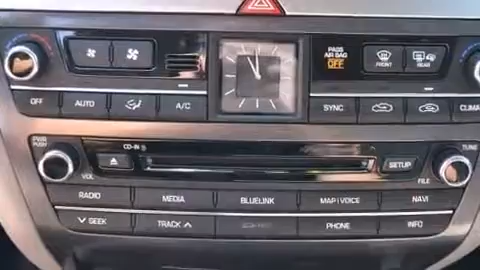 PASS
AIR BAG
OFF
FRONT
REAR
OFF
AUTO
A/C
SYNC
CLIMA
PWR
PUSH
CD-IN
TUNE
VOL
SETUP
FILE
RADIO
MEDIA
BLUELINK
MAP/VOICE
NAVI
SEEK
TRACK
PHONE
INFO